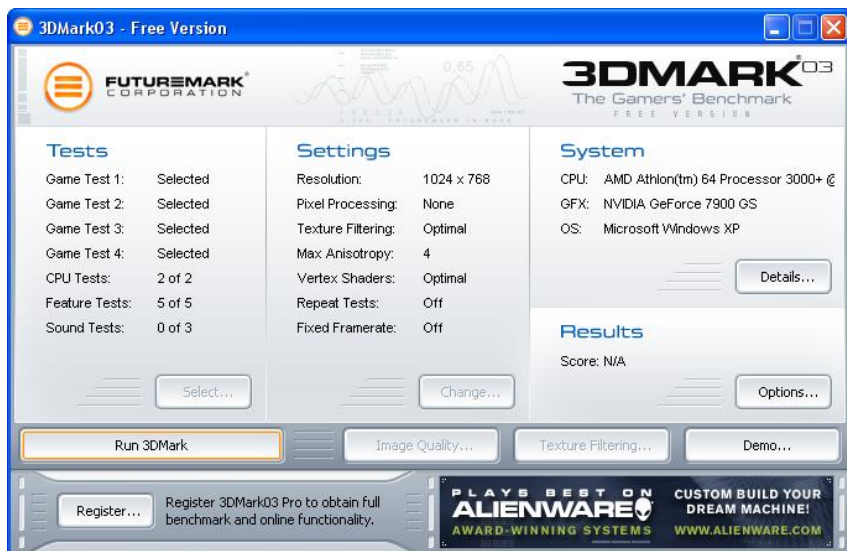 3DMark03 - Free Version
FUTUREMARK
CORPORATION
0,65
3DMARK03
The Gamers' Benchmark
FREE VERSION
Tests
Game Test 1: Selected
Game Test 2: Selected
Game Test 3: Selected
Game Test 4: Selected
CPU Tests: 2 of 2
Feature Tests: 5 of 5
Sound Tests: 0 of 3
Select...
Settings
Resolution: 1024 x 768
Pixel Processing: None
Texture Filtering: Optimal
Max Anisotropy: 4
Vertex Shaders: Optimal
Repeat Tests: Off
Fixed Framerate: Off
Change...
System
CPU: AMD Athlon(tm) 64 Processor 3000+ @
GFX: NVIDIA GeForce 7900 GS
OS: Microsoft Windows XP
Details...
Results
Score: N/A
Options...
Run 3DMark
Image Quality...
Texture Filtering...
Demo...
Register...
Register 3DMark03 Pro to obtain full
benchmark and online functionality.
PLAYS BEST ON
ALIENWARE
AWARD-WINNING SYSTEMS
CUSTOM BUILD YOUR
DREAM MACHINE!
WWW.ALIENWARE.COM